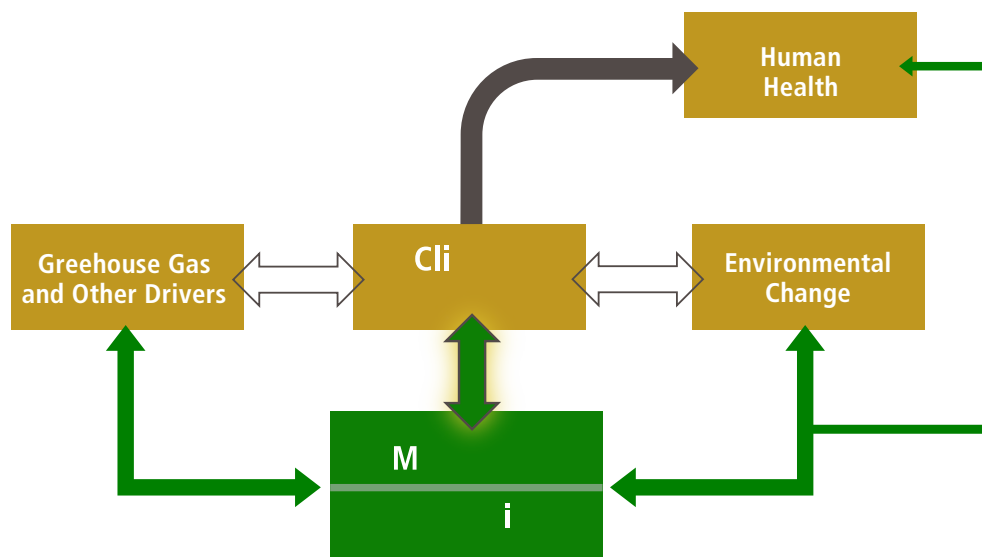 Human
Health
Greehouse Gas
and Other Drivers
Cli
Environmental
Change
M
i